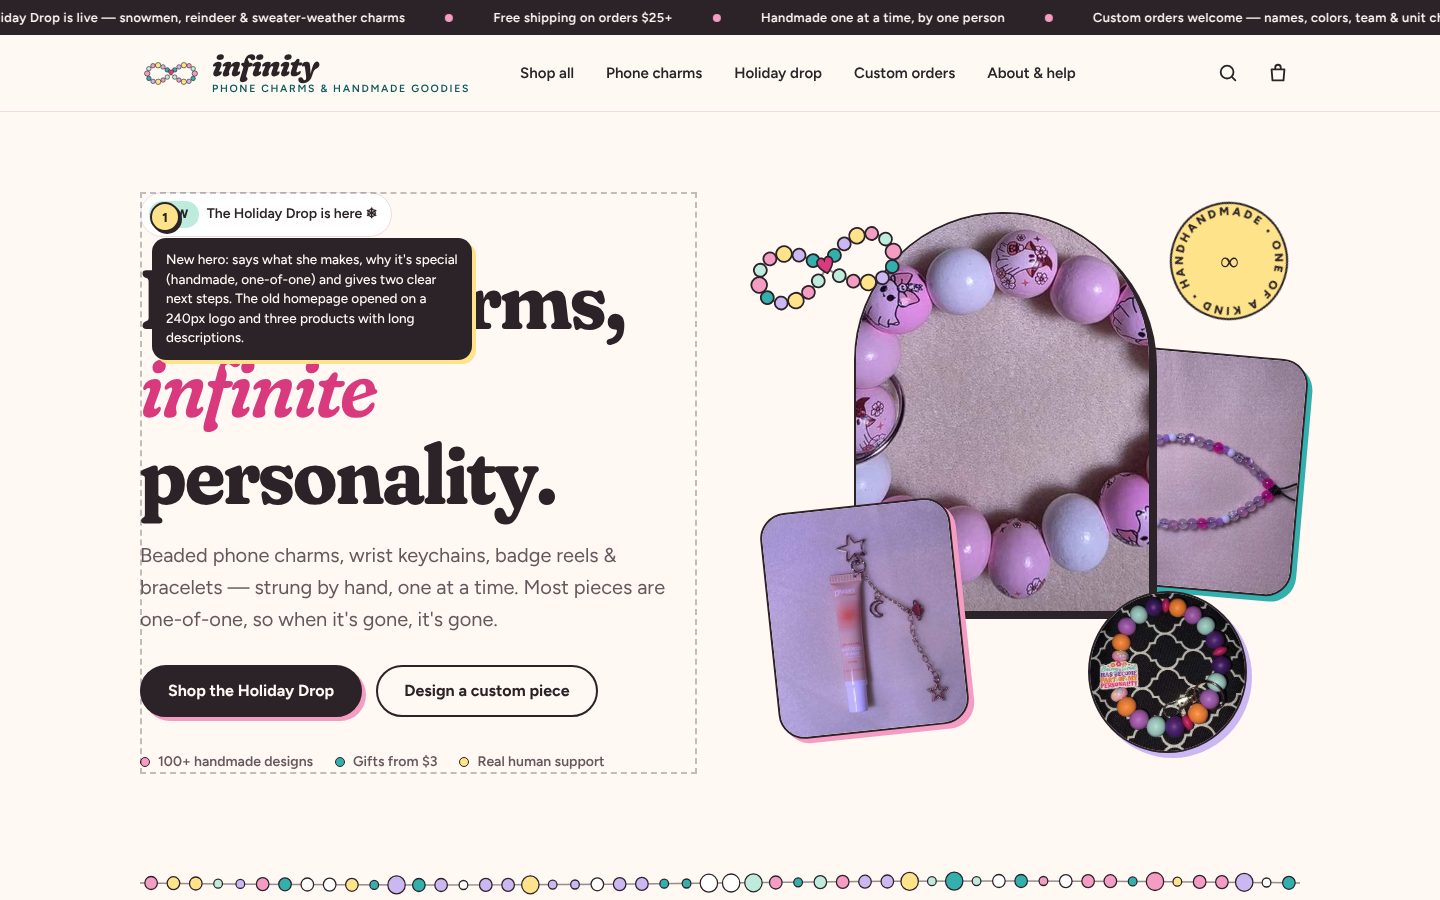 Drop is live — snowmen, reindeer & sweater-weather charms
Free shipping on orders $25+
Handmade one at a time, by one person
Custom orders welcome — names, colors, team & unit
infinity
PHONE CHARMS & HANDMADE GOODIES
Shop all
Phone charms
Holiday drop
Custom orders
About & help
1
The Holiday Drop is here ❄
New hero: says what she makes, why it's special
(handmade, one-of-one) and gives two clear
next steps. The old homepage opened on a
240px logo and three products with long
descriptions.
infinite
personality.
Beaded phone charms, wrist keychains, badge reels &
bracelets — strung by hand, one at a time. Most pieces are
one-of-one, so when it's gone, it's gone.
Shop the Holiday Drop
Design a custom piece
100+ handmade designs
Gifts from $3
Real human support
HANDMADE • ONE OF A KIND •
∞